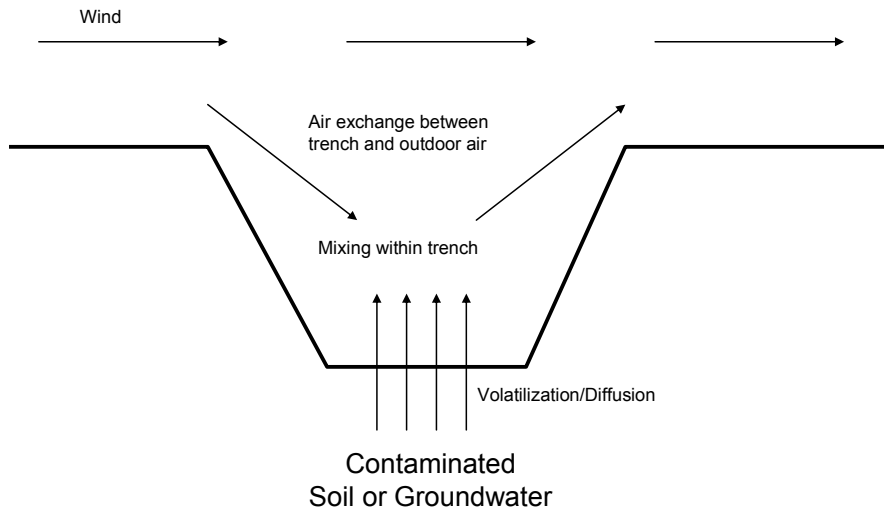 Wind
Air exchange between
trench and outdoor air
Mixing within trench
Volatilization/Diffusion
Contaminated
Soil or Groundwater